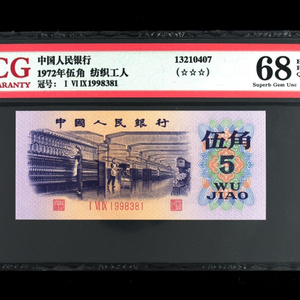 CG
中国人民银行
1972年伍角 纺织工人
冠号: I VI IX 1998381
13210407
(☆☆☆)
68
Superb Gem Unc
中国人民银行
伍角
5
WU
JIAO
I VI IX 1998381